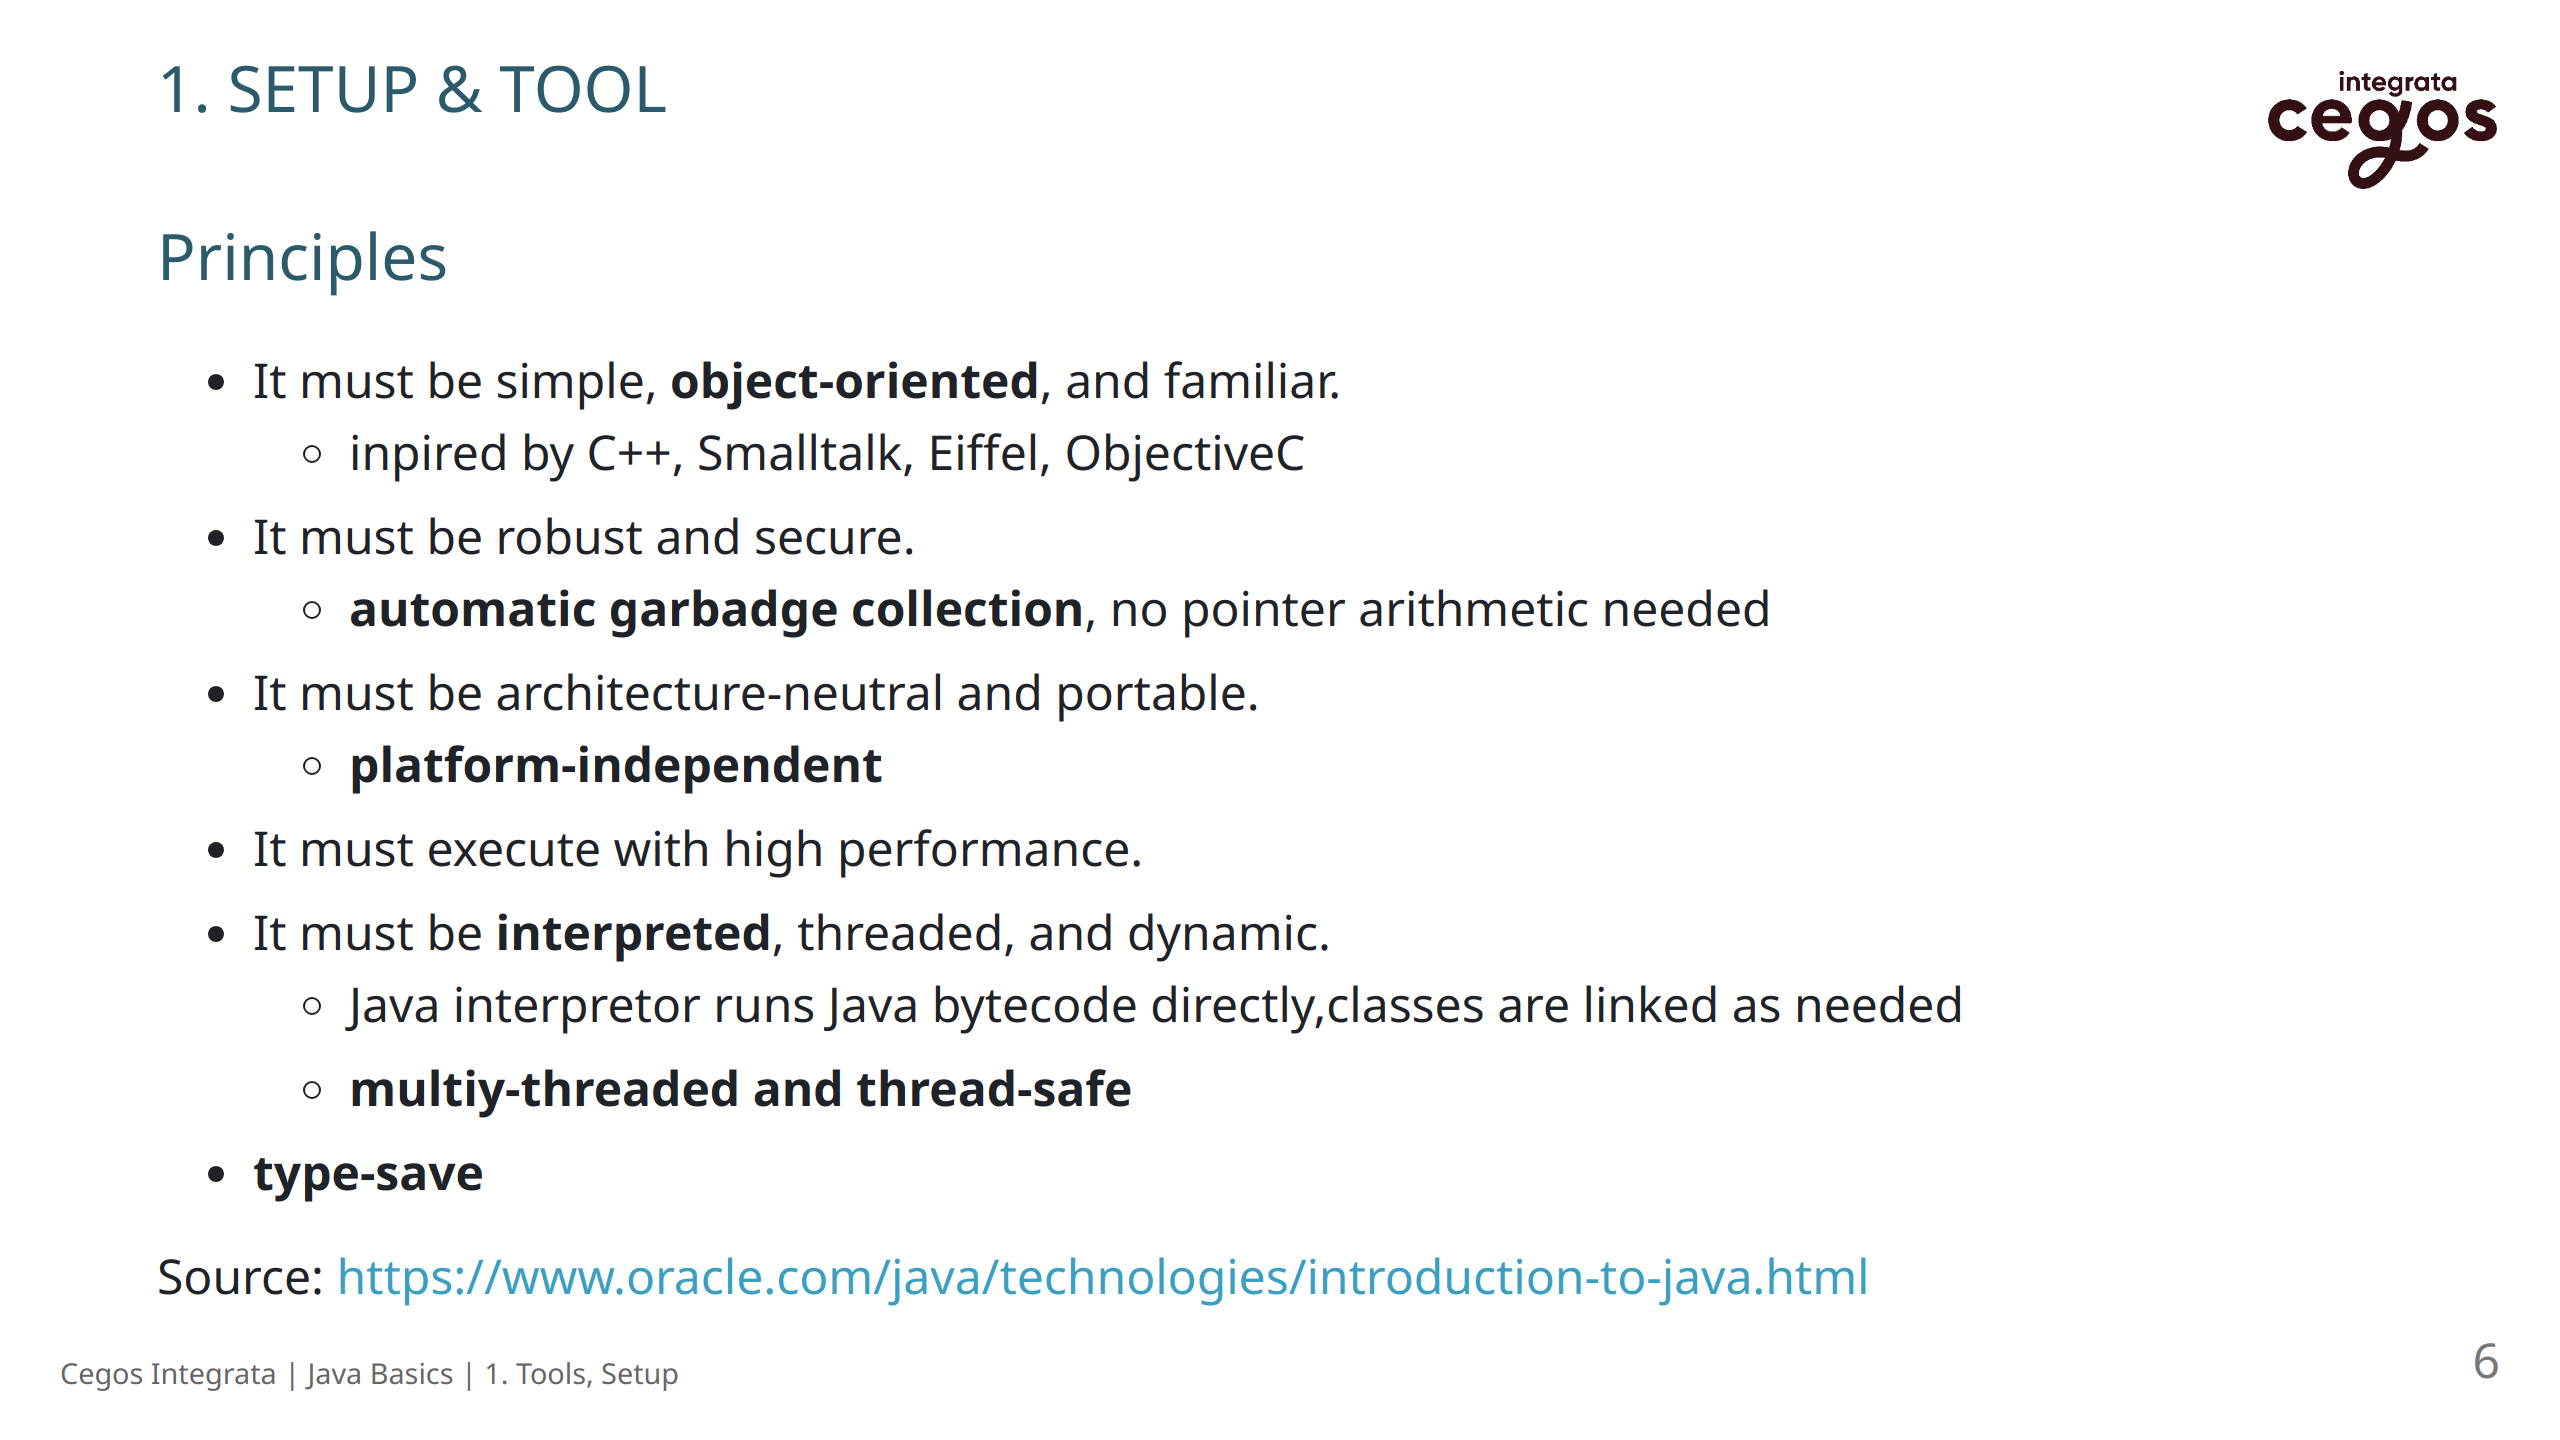 1. SETUP & TOOL
integrata
cegos
Principles
It must be simple, object-oriented, and familiar.
inpired by C++, Smalltalk, Eiffel, ObjectiveC
It must be robust and secure.
automatic garbadge collection, no pointer arithmetic needed
It must be architecture-neutral and portable.
platform-independent
It must execute with high performance.
It must be interpreted, threaded, and dynamic.
Java interpretor runs Java bytecode directly,classes are linked as needed
multiy-threaded and thread-safe
type-save
Source: https://www.oracle.com/java/technologies/introduction-to-java.html
Cegos Integrata | Java Basics | 1. Tools, Setup
6